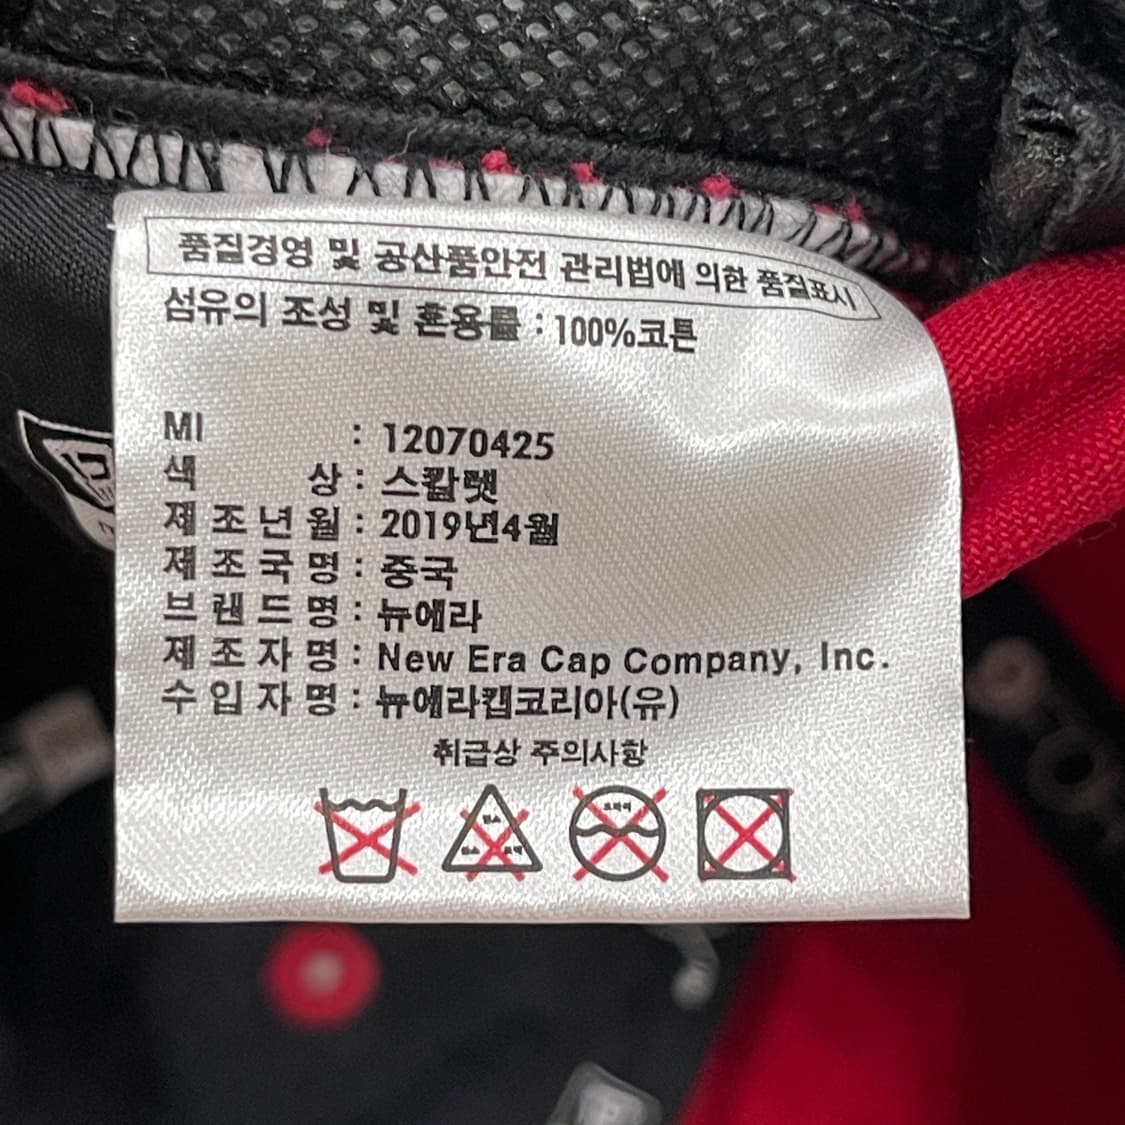 품질경영 및 공산품안전 관리법에 의한 품질표시
섬유의 조성 및 혼용률 : 100%코튼
MI : 12070425
색 상 : 스칼렛
제 조 년 월 : 2019년4월
제 조 국 명 : 중국
브 랜 드 명 : 뉴에라
제 조 자 명 : New Era Cap Company, Inc.
수 입 자 명 : 뉴에라캡코리아(유)
취급상 주의사항
드라이